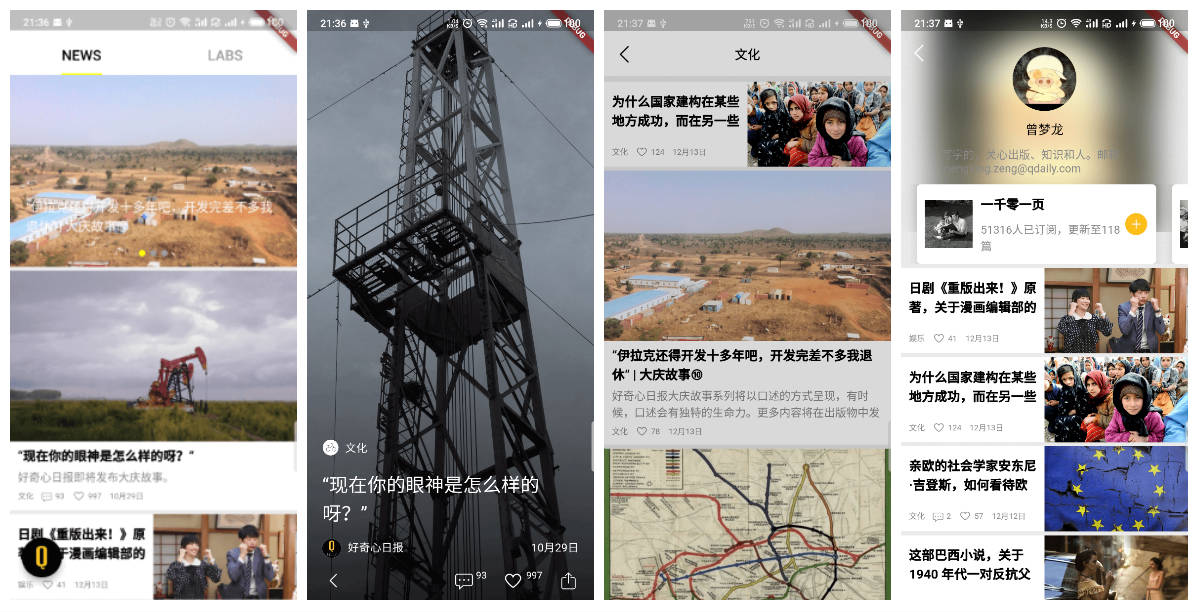 21:36
100
NEWS
LABS
“伊拉克还得开发十多年吧，开发完差不多我
退休” | 大庆故事⑩
“现在你的眼神是怎么样的呀？”
好奇心日报即将发布大庆故事。
文化 93 997 10月29日
日剧《重版出来！》原
于漫画编辑部的
Q
娱乐 41 12月13日
21:36
100
文化
“现在你的眼神是怎么样的
呀？”
Q 好奇心日报 10月29日
93 997
21:37
100
文化
为什么国家建构在某些
地方成功，而在另一些
文化 124 12月13日
“伊拉克还得开发十多年吧，开发完差不多我退
休” | 大庆故事⑩
好奇心日报大庆故事系列将以口述的方式呈现，有时
候，口述会有独特的生命力。更多内容将在出版物中发
文化 78 12月13日
21:37
100
曾梦龙
字的，关心出版、知识和人。邮
zeng@qdaily.com
一千零一页
51316人已订阅，更新至118
篇
日剧《重版出来！》原
著，关于漫画编辑部的
娱乐 41 12月13日
为什么国家建构在某些
地方成功，而在另一些
文化 124 12月13日
亲欧的社会学家安东尼
·吉登斯，如何看待欧
文化 2 57 12月12日
这部巴西小说，关于
1940 年代一对反抗父